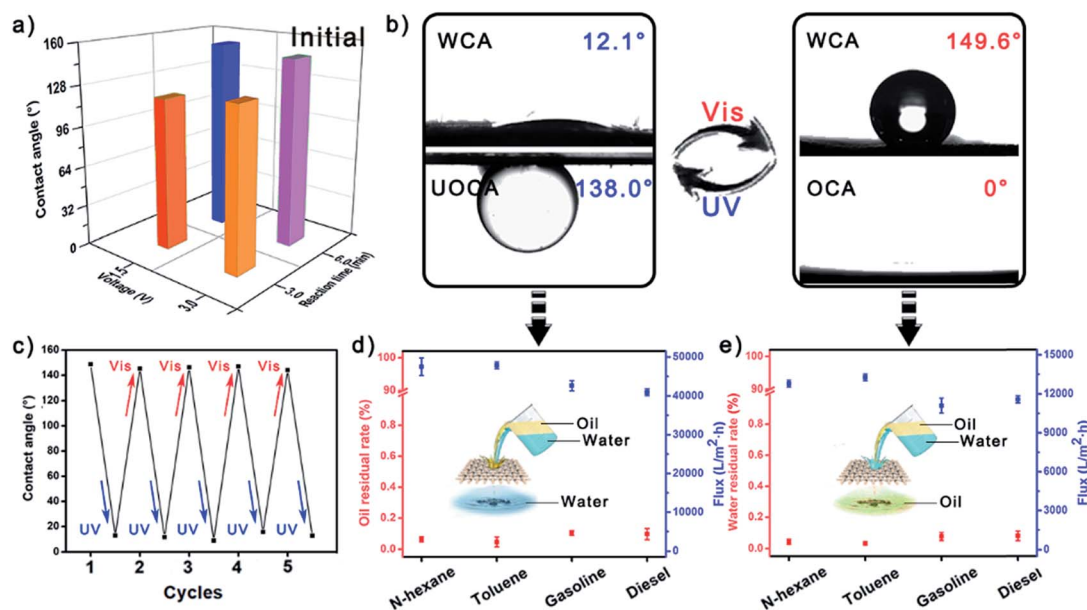 a)
Initial
160
128
96
64
32
0
Contact angle (°)
1.5
3.0
Voltage (V)
3.0
6.0
Reaction time (min)
b)
WCA 12.1°
UOCA 138.0°
Vis
UV
WCA 149.6°
OCA 0°
c)
160
140
120
100
80
60
40
20
0
Contact angle (°)
Vis Vis Vis Vis
UV UV UV UV UV
1 2 3 4 5
Cycles
d)
100
90
0.8
0.6
0.4
0.2
0.0
Oil residual rate (%)
Oil
Water
Water
50000
40000
30000
20000
10000
0
Flux (L/m²·h)
N-hexane Toluene Gasoline Diesel
e)
100
90
0.8
0.6
0.4
0.2
0.0
Water residual rate (%)
Oil
Water
Oil
15000
12000
9000
6000
3000
0
Flux (L/m²·h)
N-hexane Toluene Gasoline Diesel